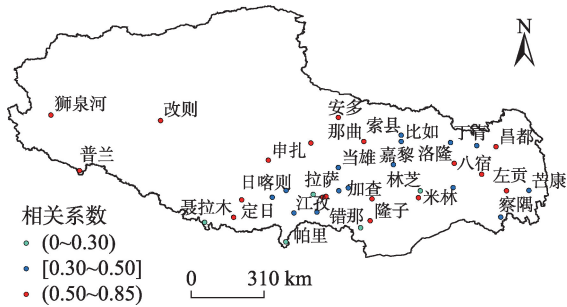 N
安多
那曲
索县
比如
丁青
昌都
狮泉河
改则
申扎
当雄
嘉黎
洛隆
八宿
普兰
日喀则
拉萨
林芝
左贡
芒康
聂拉木
定日
江孜
加查
米林
察隅
错那
隆子
帕里
相关系数
(0~0.30)
[0.30~0.50]
(0.50~0.85)
0 310 km